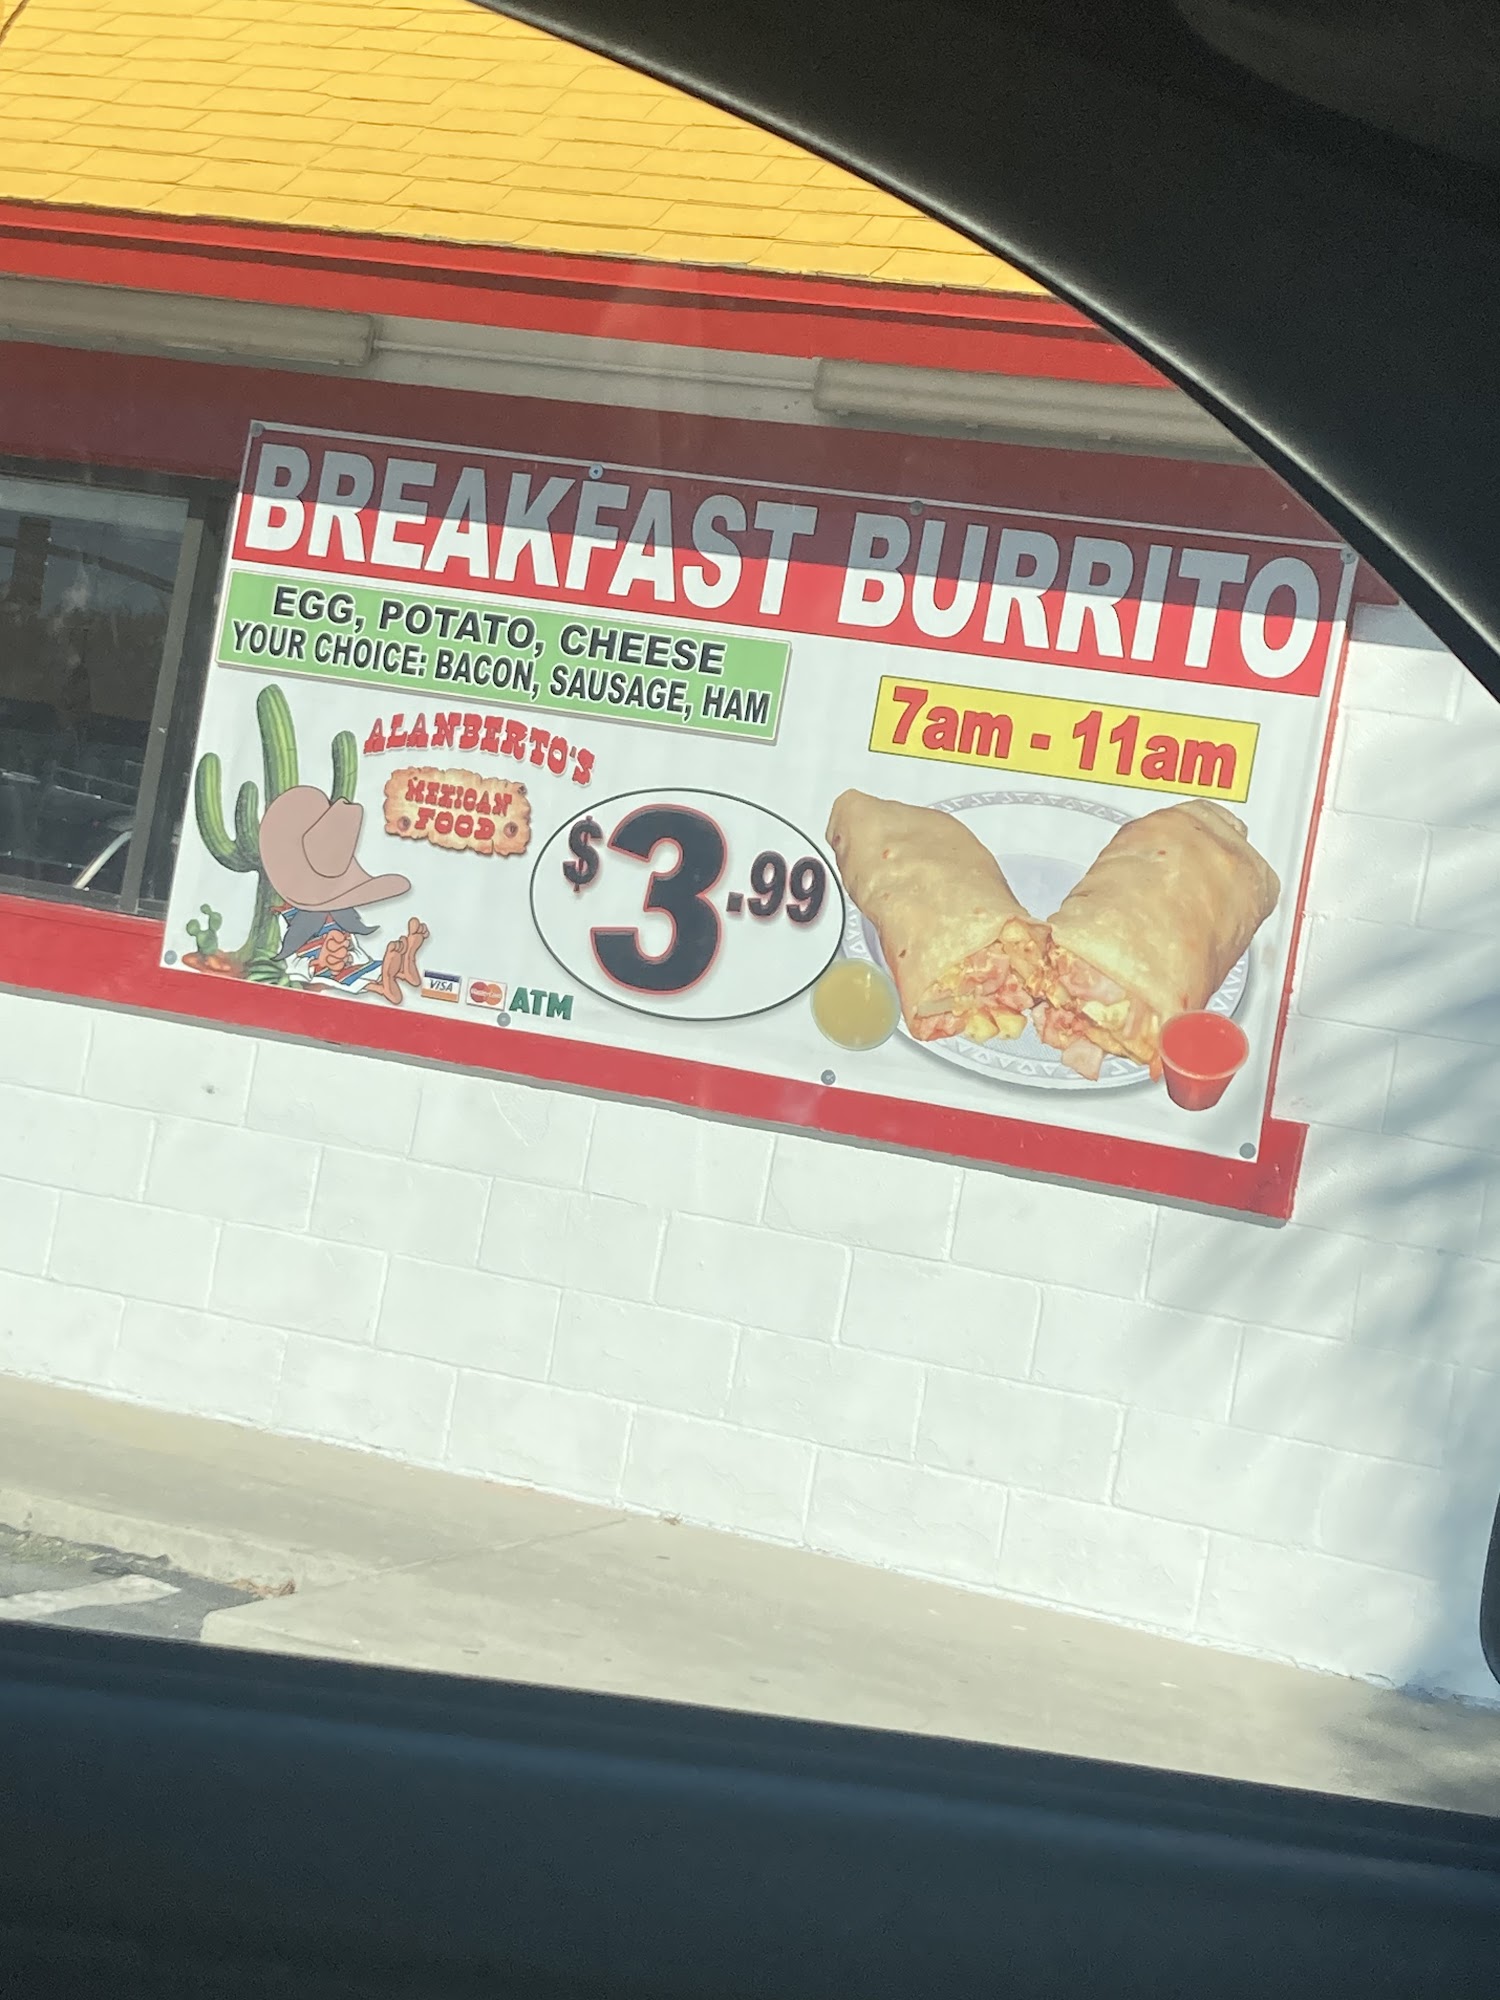 BREAKFAST BURRITO
EGG, POTATO, CHEESE
YOUR CHOICE: BACON, SAUSAGE, HAM
7am - 11am
ALANBERTO'S
MEXICAN
FOOD
$3.99
VISA
MasterCard
ATM